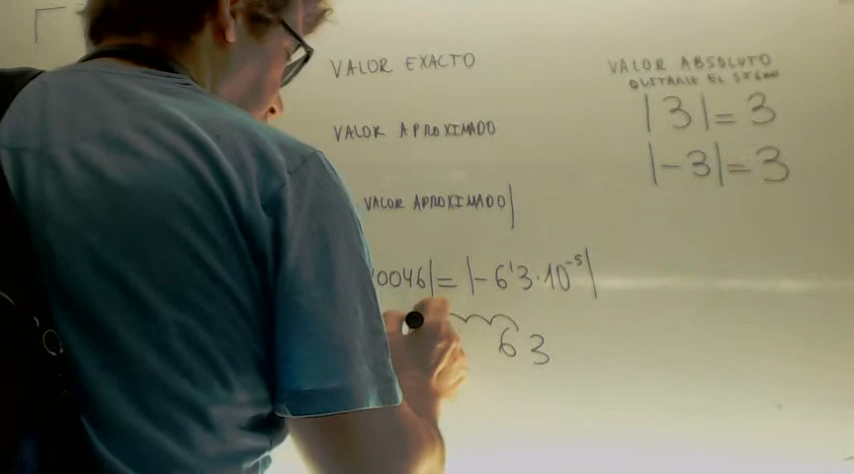 VALOR EXACTO
VALOR APROXIMADO
VALOR APROXIMADO|
0046| = |-6'3·10⁻⁵|
6 3
VALOR ABSOLUTO
QUITARLE EL SIGNO
|3| = 3
|-3| = 3